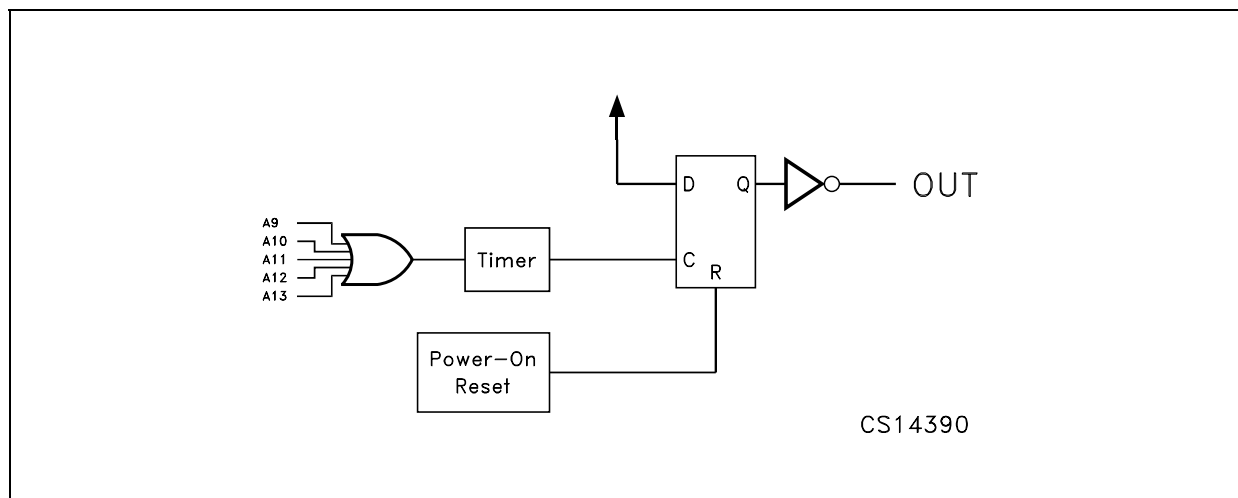 D Q OUT
A9
A10
A11
A12
A13
Timer
C
R
Power-On
Reset
CS14390